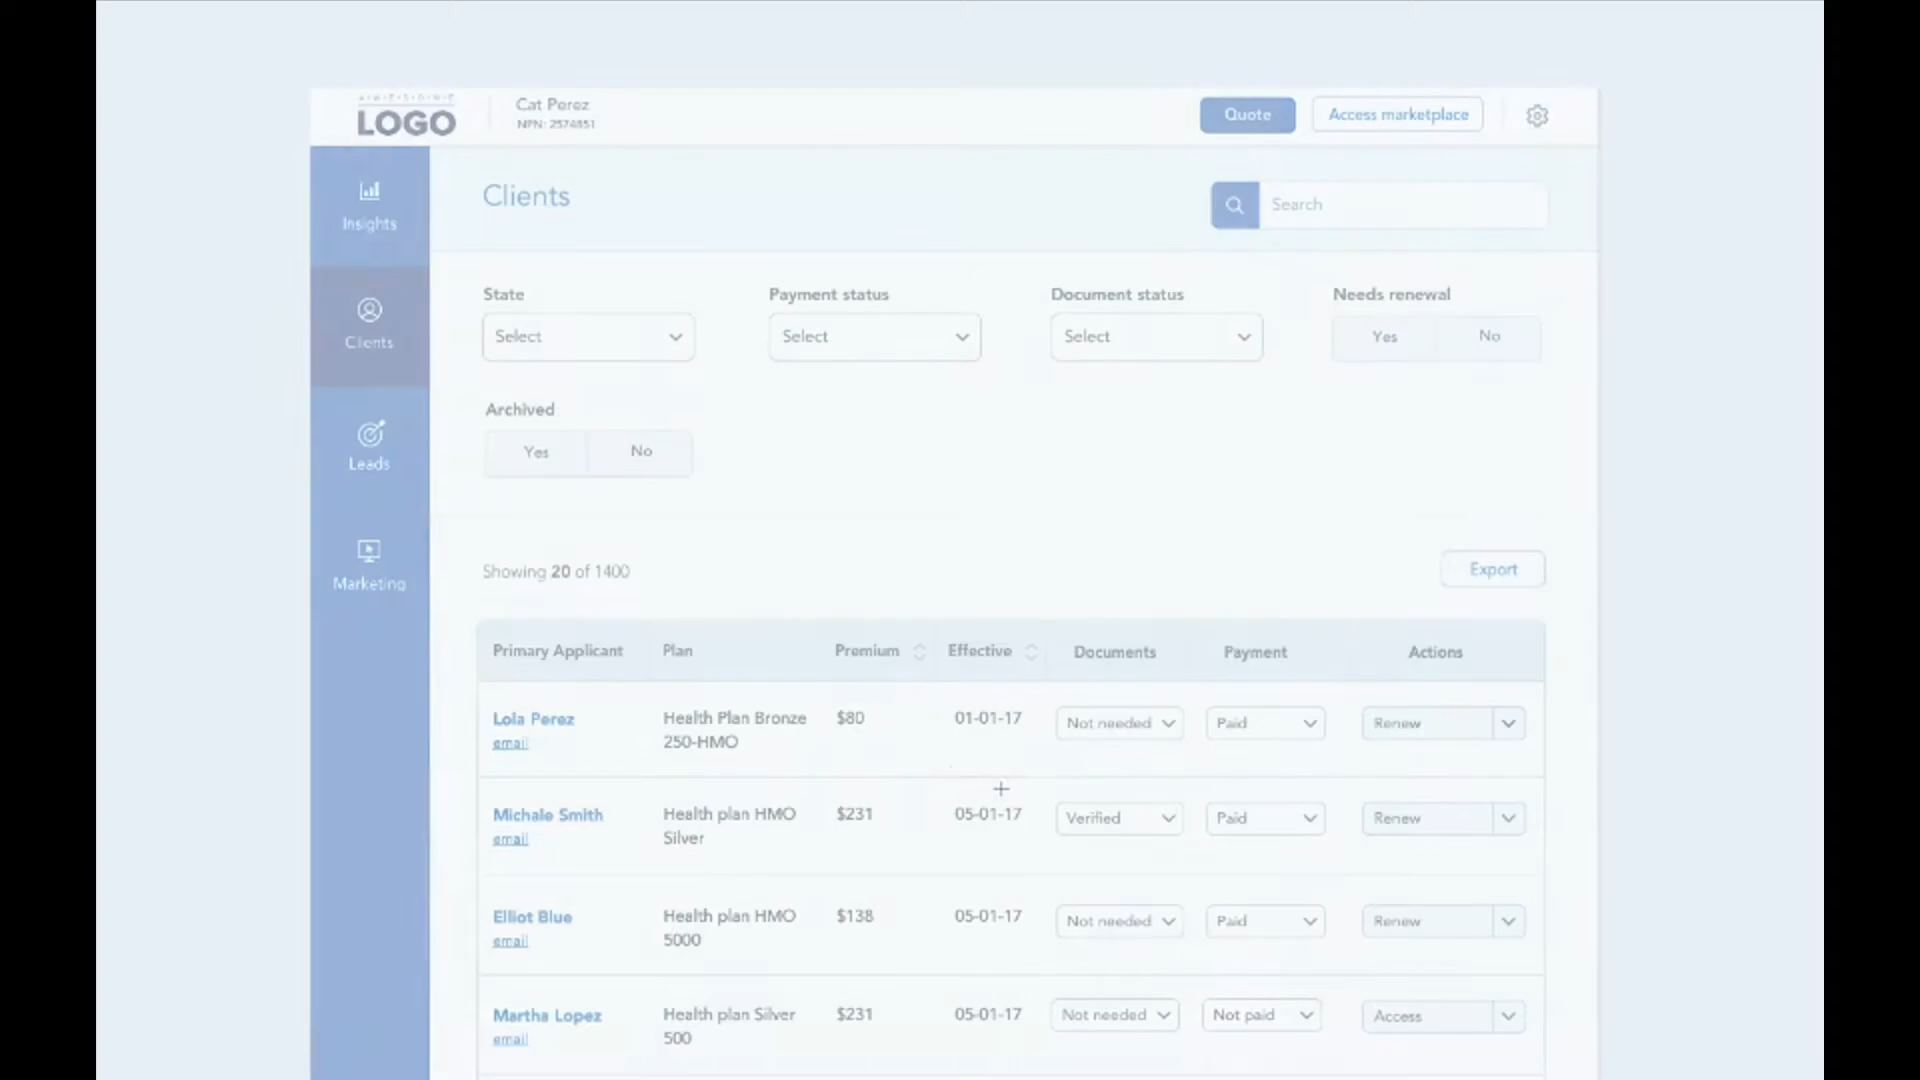 AWESOME
LOGO
Cat Perez
NPN: 2574851
Quote
Access marketplace
Insights
Clients
Leads
Marketing
Clients
Search
State
Payment status
Document status
Needs renewal
Select
Select
Select
Yes
No
Archived
Yes
No
Showing 20 of 1400
Export
Primary Applicant
Plan
Premium
Effective
Documents
Payment
Actions
Lola Perez
email
Health Plan Bronze
250-HMO
$80
01-01-17
Not needed
Paid
Renew
Michale Smith
email
Health plan HMO
Silver
$231
05-01-17
Verified
Paid
Renew
Elliot Blue
email
Health plan HMO
5000
$138
05-01-17
Not needed
Paid
Renew
Martha Lopez
email
Health plan Silver
500
$231
05-01-17
Not needed
Not paid
Access